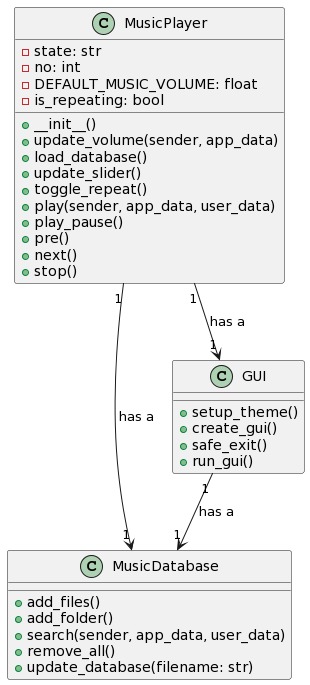 C MusicPlayer
state: str
no: int
DEFAULT_MUSIC_VOLUME: float
is_repeating: bool
__init__()
update_volume(sender, app_data)
load_database()
update_slider()
toggle_repeat()
play(sender, app_data, user_data)
play_pause()
pre()
next()
stop()
1 1
has a
1
C GUI
setup_theme()
create_gui()
safe_exit()
run_gui()
has a
1
has a
1 1
C MusicDatabase
add_files()
add_folder()
search(sender, app_data, user_data)
remove_all()
update_database(filename: str)